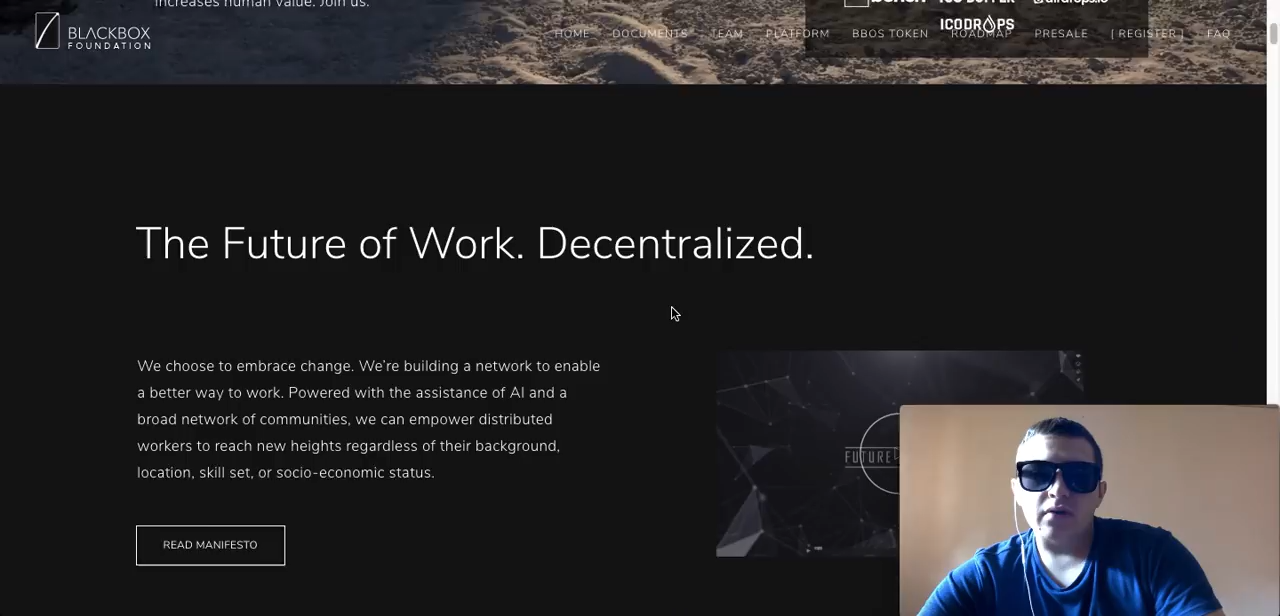 increases human value. Join us.
ICODROPS
BLACKBOX
FOUNDATION
HOME DOCUMENTS TEAM PLATFORM BBOS TOKEN ROADMAP PRESALE [ REGISTER ] FAQ
The Future of Work. Decentralized.
We choose to embrace change. We’re building a network to enable
a better way to work. Powered with the assistance of AI and a
broad network of communities, we can empower distributed
workers to reach new heights regardless of their background,
location, skill set, or socio-economic status.
FUTURE
READ MANIFESTO